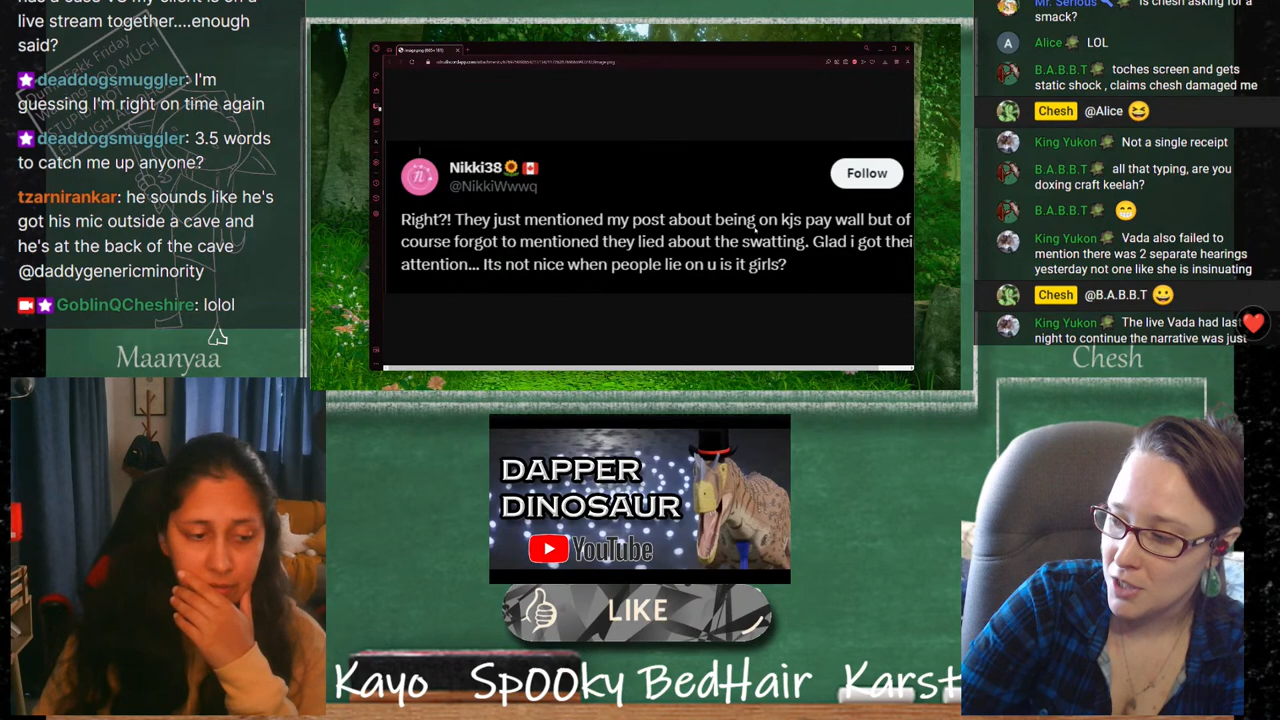 live stream together....enough
said?
deaddogsmuggler: I'm
guessing I'm right on time again
deaddogsmuggler: 3.5 words
to catch me up anyone?
tzarnirankar: he sounds like he's
got his mic outside a cave and
he's at the back of the cave
@daddygenericminority
GoblinQCheshire: lolol
Maanyaa
Nikki38
@NikkiWwwq
Follow
Right?! They just mentioned my post about being on kjs pay wall but of
course forgot to mentioned they lied about the swatting. Glad i got thei
attention... Its not nice when people lie on u is it girls?
DAPPER
DINOSAUR
YouTube
LIKE
Kayo SpOOky BedHair Karst
Mr. Serious is chesh asking for a
smack?
A Alice LOL
B.A.B.B.T toches screen and gets
static shock , claims chesh damaged me
Chesh @Alice
King Yukon Not a single receipt
B.A.B.B.T all that typing, are you
doxing craft keelah?
B.A.B.B.T
King Yukon Vada also failed to
mention there was 2 separate hearings
yesterday not one like she is insinuating
Chesh @B.A.B.B.T
King Yukon The live Vada had last
night to continue the narrative was just
Chesh